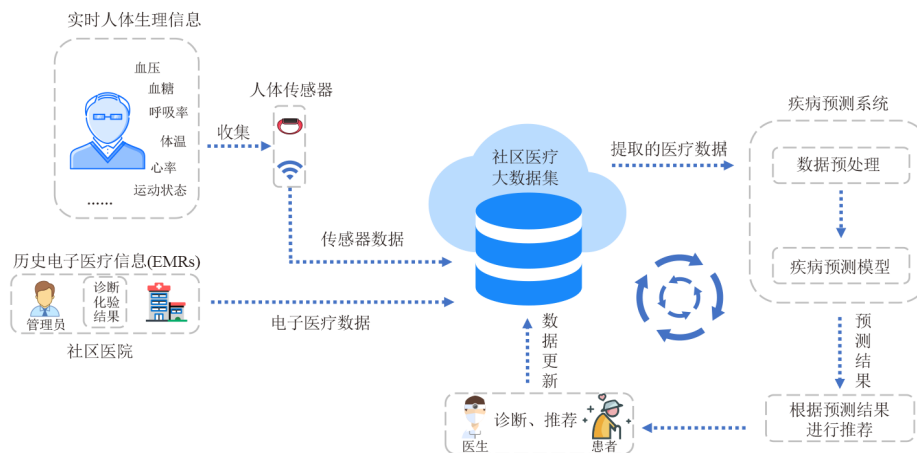 实时人体生理信息
血压
血糖
呼吸率
体温
心率
运动状态
……
收集
人体传感器
传感器数据
历史电子医疗信息(EMRs)
管理员
诊断
化验
结果
社区医院
电子医疗数据
社区医疗
大数据集
提取的医疗数据
疾病预测系统
数据预处理
疾病预测模型
预测结果
根据预测结果
进行推荐
诊断、推荐
医生
患者
数据更新